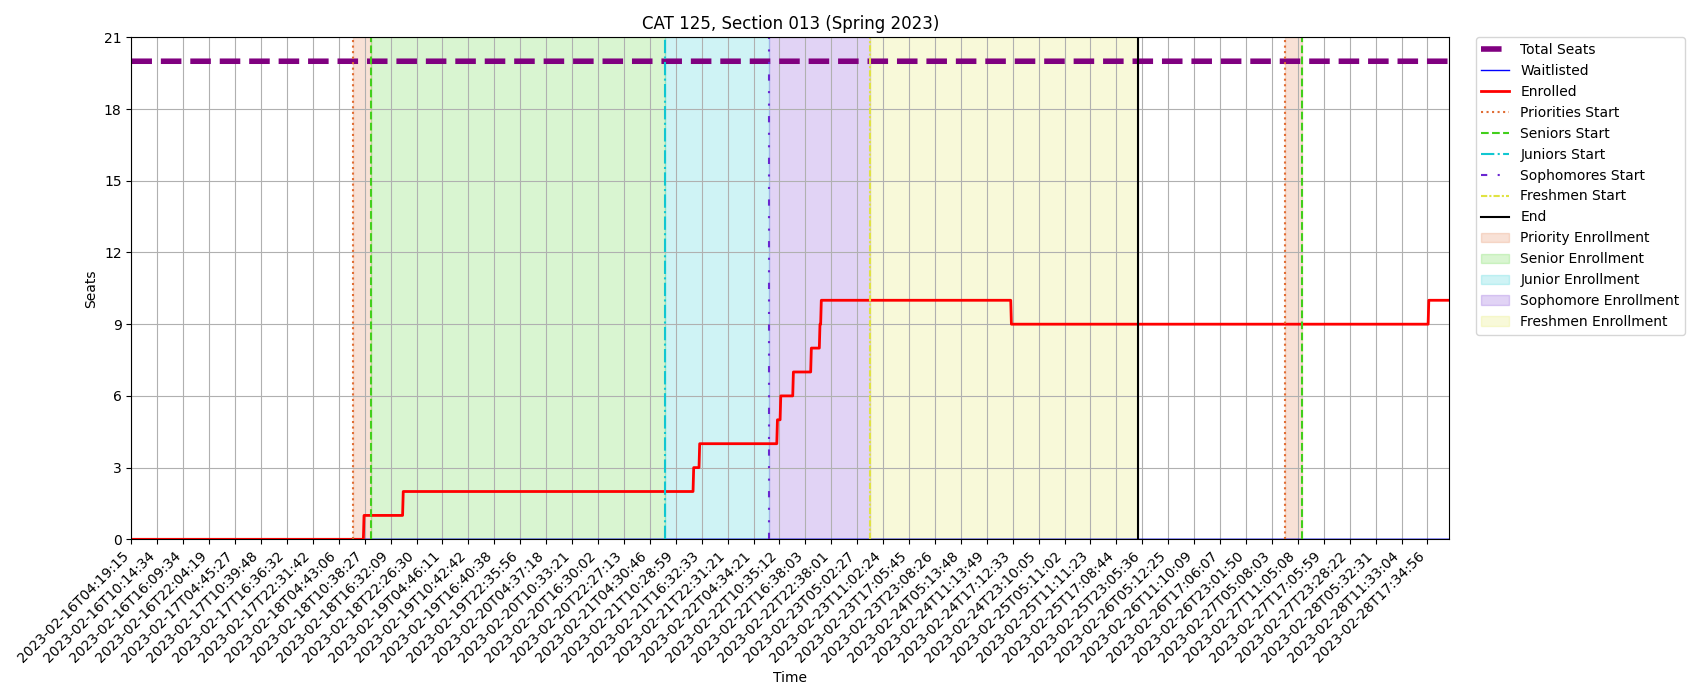 CAT 125, Section 013 (Spring 2023)
21
18
15
12
9
6
3
0
Seats
2023-02-16T04:19:15
2023-02-16T10:14:34
2023-02-16T16:09:34
2023-02-16T22:04:19
2023-02-17T04:45:27
2023-02-17T10:39:48
2023-02-17T16:36:32
2023-02-17T22:31:42
2023-02-18T04:43:06
2023-02-18T10:38:27
2023-02-18T16:32:09
2023-02-18T22:26:30
2023-02-19T04:46:11
2023-02-19T10:42:42
2023-02-19T16:40:38
2023-02-19T22:35:56
2023-02-20T04:37:18
2023-02-20T10:33:21
2023-02-20T16:30:02
2023-02-20T22:27:13
2023-02-21T04:30:46
2023-02-21T10:28:59
2023-02-21T16:32:33
2023-02-21T22:31:21
2023-02-22T04:34:21
2023-02-22T10:35:12
2023-02-22T16:38:03
2023-02-22T22:38:01
2023-02-23T05:02:27
2023-02-23T11:02:24
2023-02-23T17:05:45
2023-02-23T23:08:26
2023-02-24T05:13:48
2023-02-24T11:13:49
2023-02-24T17:12:33
2023-02-24T23:10:05
2023-02-25T05:11:02
2023-02-25T11:11:23
2023-02-25T17:08:44
2023-02-25T23:05:36
2023-02-26T05:12:25
2023-02-26T11:10:09
2023-02-26T17:06:07
2023-02-26T23:01:50
2023-02-27T05:08:03
2023-02-27T11:05:08
2023-02-27T17:05:59
2023-02-27T23:28:22
2023-02-28T05:32:31
2023-02-28T11:33:04
2023-02-28T17:34:56
Time
Total Seats
Waitlisted
Enrolled
Priorities Start
Seniors Start
Juniors Start
Sophomores Start
Freshmen Start
End
Priority Enrollment
Senior Enrollment
Junior Enrollment
Sophomore Enrollment
Freshmen Enrollment